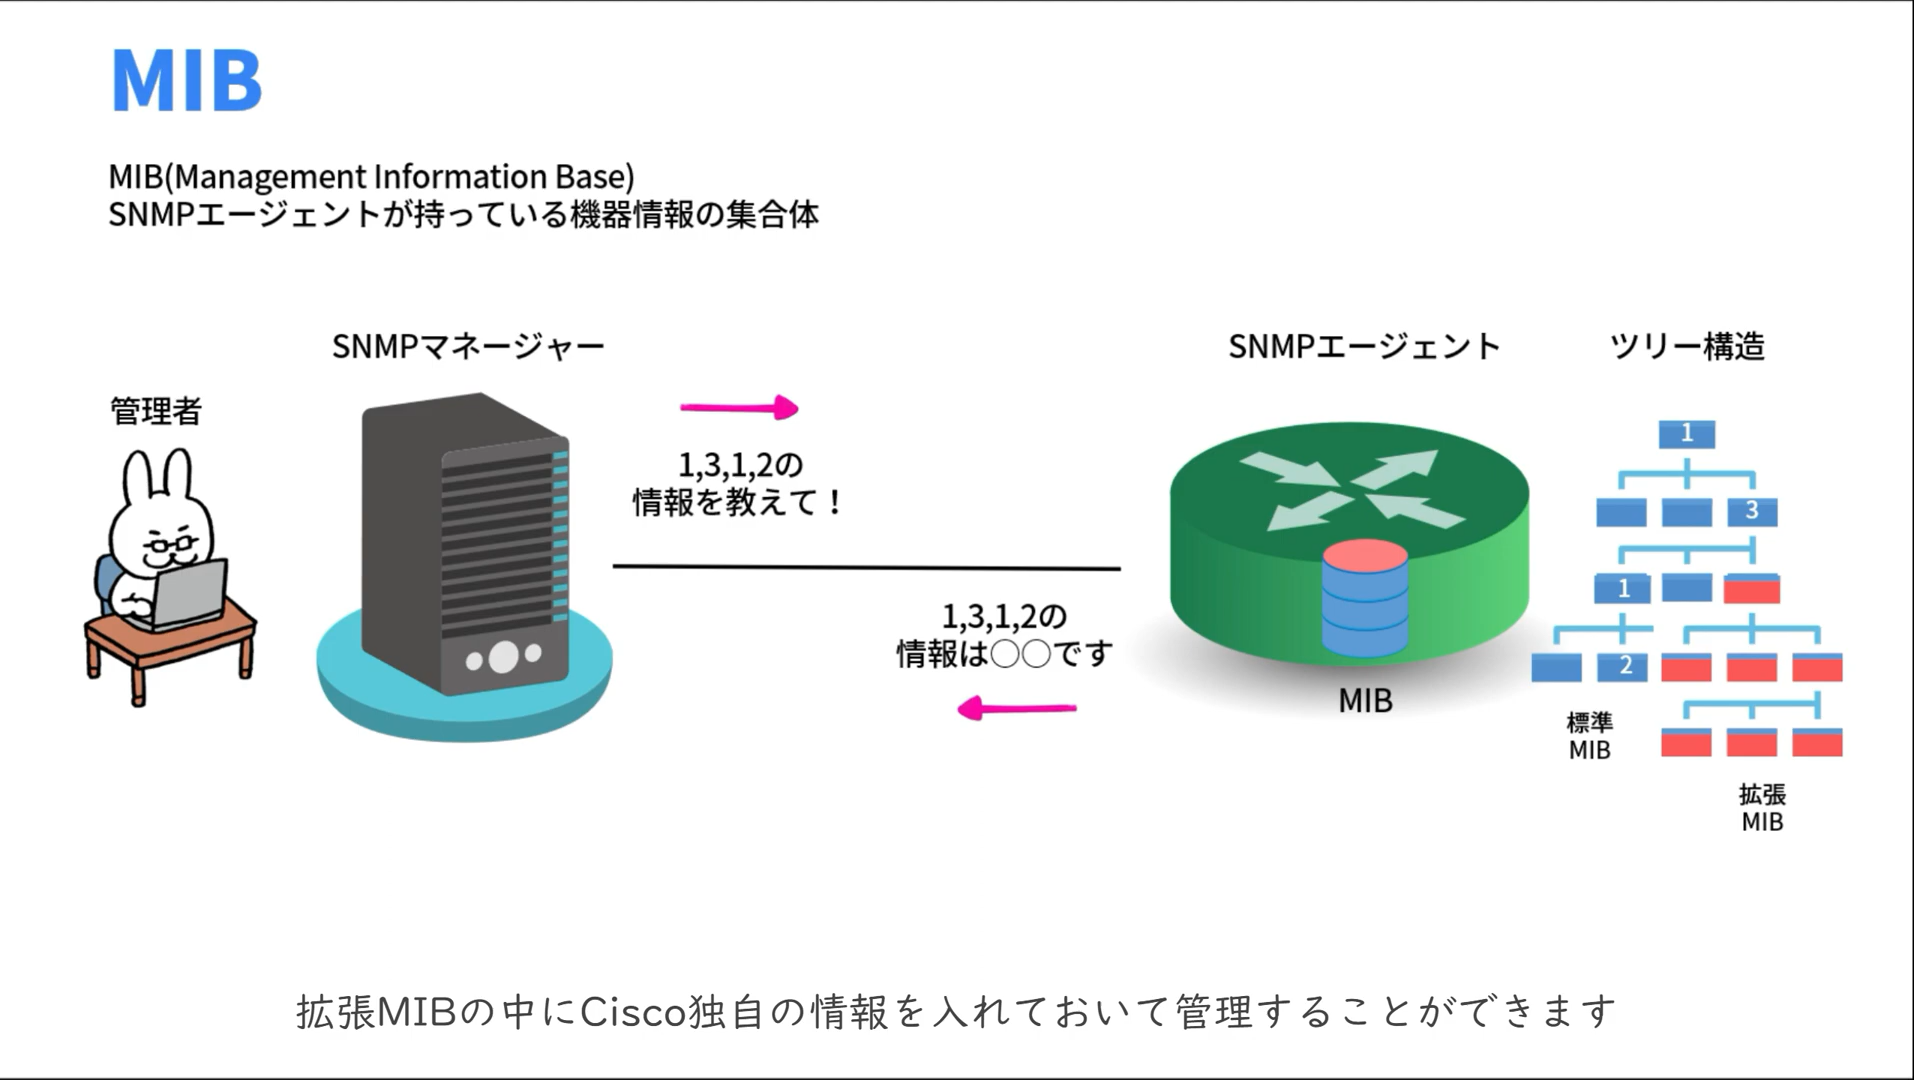 MIB
MIB(Management Information Base)
SNMPエージェントが持っている機器情報の集合体
SNMPマネージャー
SNMPエージェント
ツリー構造
管理者
1,3,1,2の
情報を教えて！
1,3,1,2の
情報は○○です
MIB
1
3
1
2
標準
MIB
拡張
MIB
拡張MIBの中にCisco独自の情報を入れておいて管理することができます